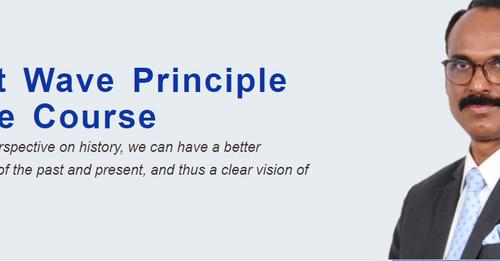 t Wave Principle
e Course
rspective on history, we can have a better
of the past and present, and thus a clear vision of